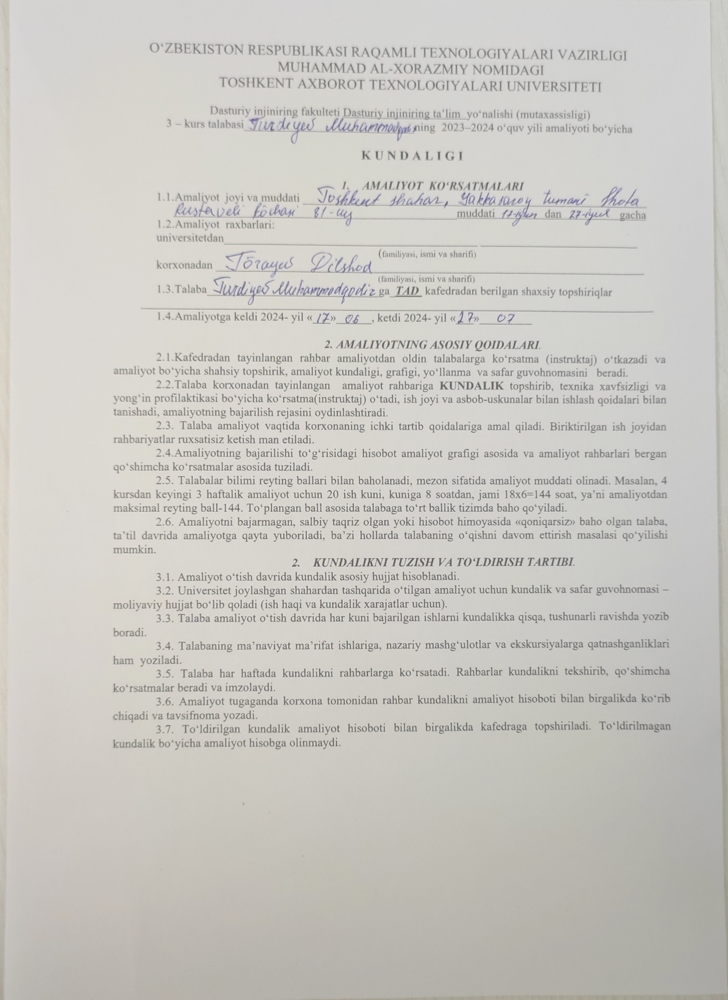 O‘ZBEKISTON RESPUBLIKASI RAQAMLI TEXNOLOGIYALARI VAZIRLIGI
MUHAMMAD AL-XORAZMIY NOMIDAGI
TOSHKENT AXBOROT TEXNOLOGIYALARI UNIVERSITETI
Dasturiy injiniring fakulteti Dasturiy injiniring ta’lim yo‘nalishi (mutaxassisligi)
3 – kurs talabasi Turdiyev Muhammadqodir ning 2023–2024 o‘quv yili amaliyoti bo‘yicha
KUNDALIGI
1. AMALIYOT KO‘RSATMALARI
1.1.Amaliyot joyi va muddati Toshkent shahar, Yakkasaroy tumani Shota
Rustaveli ko‘chasi 81-uy muddati 17-iyun dan 27-iyul gacha
1.2.Amaliyot raxbarlari:
universitetdan
(familiyasi, ismi va sharifi)
korxonadan Tōrayev Dilshod
(familiyasi, ismi va sharifi)
1.3.Talaba Turdiyev Muhammadqodir ga TAD kafedradan berilgan shaxsiy topshiriqlar
1.4.Amaliyotga keldi 2024- yil «17» 06, ketdi 2024- yil «27» 07
2. AMALIYOTNING ASOSIY QOIDALARI.
2.1.Kafedradan tayinlangan rahbar amaliyotdan oldin talabalarga ko‘rsatma (instruktaj) o‘tkazadi va
amaliyot bo‘yicha shahsiy topshirik, amaliyot kundaligi, grafigi, yo‘llanma va safar guvohnomasini beradi.
2.2.Talaba korxonadan tayinlangan amaliyot rahbariga KUNDALIK topshirib, texnika xavfsizligi va
yong‘in profilaktikasi bo‘yicha ko‘rsatma(instruktaj) o‘tadi, ish joyi va asbob-uskunalar bilan ishlash qoidalari bilan
tanishadi, amaliyotning bajarilish rejasini oydinlashtiradi.
2.3. Talaba amaliyot vaqtida korxonaning ichki tartib qoidalariga amal qiladi. Biriktirilgan ish joyidan
rahbariyatlar ruxsatisiz ketish man etiladi.
2.4.Amaliyotning bajarilishi to‘g‘risidagi hisobot amaliyot grafigi asosida va amaliyot rahbarlari bergan
qo‘shimcha ko‘rsatmalar asosida tuziladi.
2.5. Talabalar bilimi reyting ballari bilan baholanadi, mezon sifatida amaliyot muddati olinadi. Masalan, 4
kursdan keyingi 3 haftalik amaliyot uchun 20 ish kuni, kuniga 8 soatdan, jami 18x6=144 soat, ya’ni amaliyotdan
maksimal reyting ball-144. To‘plangan ball asosida talabaga to‘rt ballik tizimda baho qo‘yiladi.
2.6. Amaliyotni bajarmagan, salbiy taqriz olgan yoki hisobot himoyasida «qoniqarsiz» baho olgan talaba,
ta’til davrida amaliyotga qayta yuboriladi, ba’zi hollarda talabaning o‘qishni davom ettirish masalasi qo‘yilishi
mumkin.
2. KUNDALIKNI TUZISH VA TO‘LDIRISH TARTIBI.
3.1. Amaliyot o‘tish davrida kundalik asosiy hujjat hisoblanadi.
3.2. Universitet joylashgan shahardan tashqarida o‘tilgan amaliyot uchun kundalik va safar guvohnomasi –
moliyaviy hujjat bo‘lib qoladi (ish haqi va kundalik xarajatlar uchun).
3.3. Talaba amaliyot o‘tish davrida har kuni bajarilgan ishlarni kundalikka qisqa, tushunarli ravishda yozib
boradi.
3.4. Talabaning ma’naviyat ma’rifat ishlariga, nazariy mashg‘ulotlar va ekskursiyalarga qatnashganliklari
ham yoziladi.
3.5. Talaba har haftada kundalikni rahbarlarga ko‘rsatadi. Rahbarlar kundalikni tekshirib, qo‘shimcha
ko‘rsatmalar beradi va imzolaydi.
3.6. Amaliyot tugaganda korxona tomonidan rahbar kundalikni amaliyot hisoboti bilan birgalikda ko‘rib
chiqadi va tavsifnoma yozadi.
3.7. To‘ldirilgan kundalik amaliyot hisoboti bilan birgalikda kafedraga topshiriladi. To‘ldirilmagan
kundalik bo‘yicha amaliyot hisobga olinmaydi.